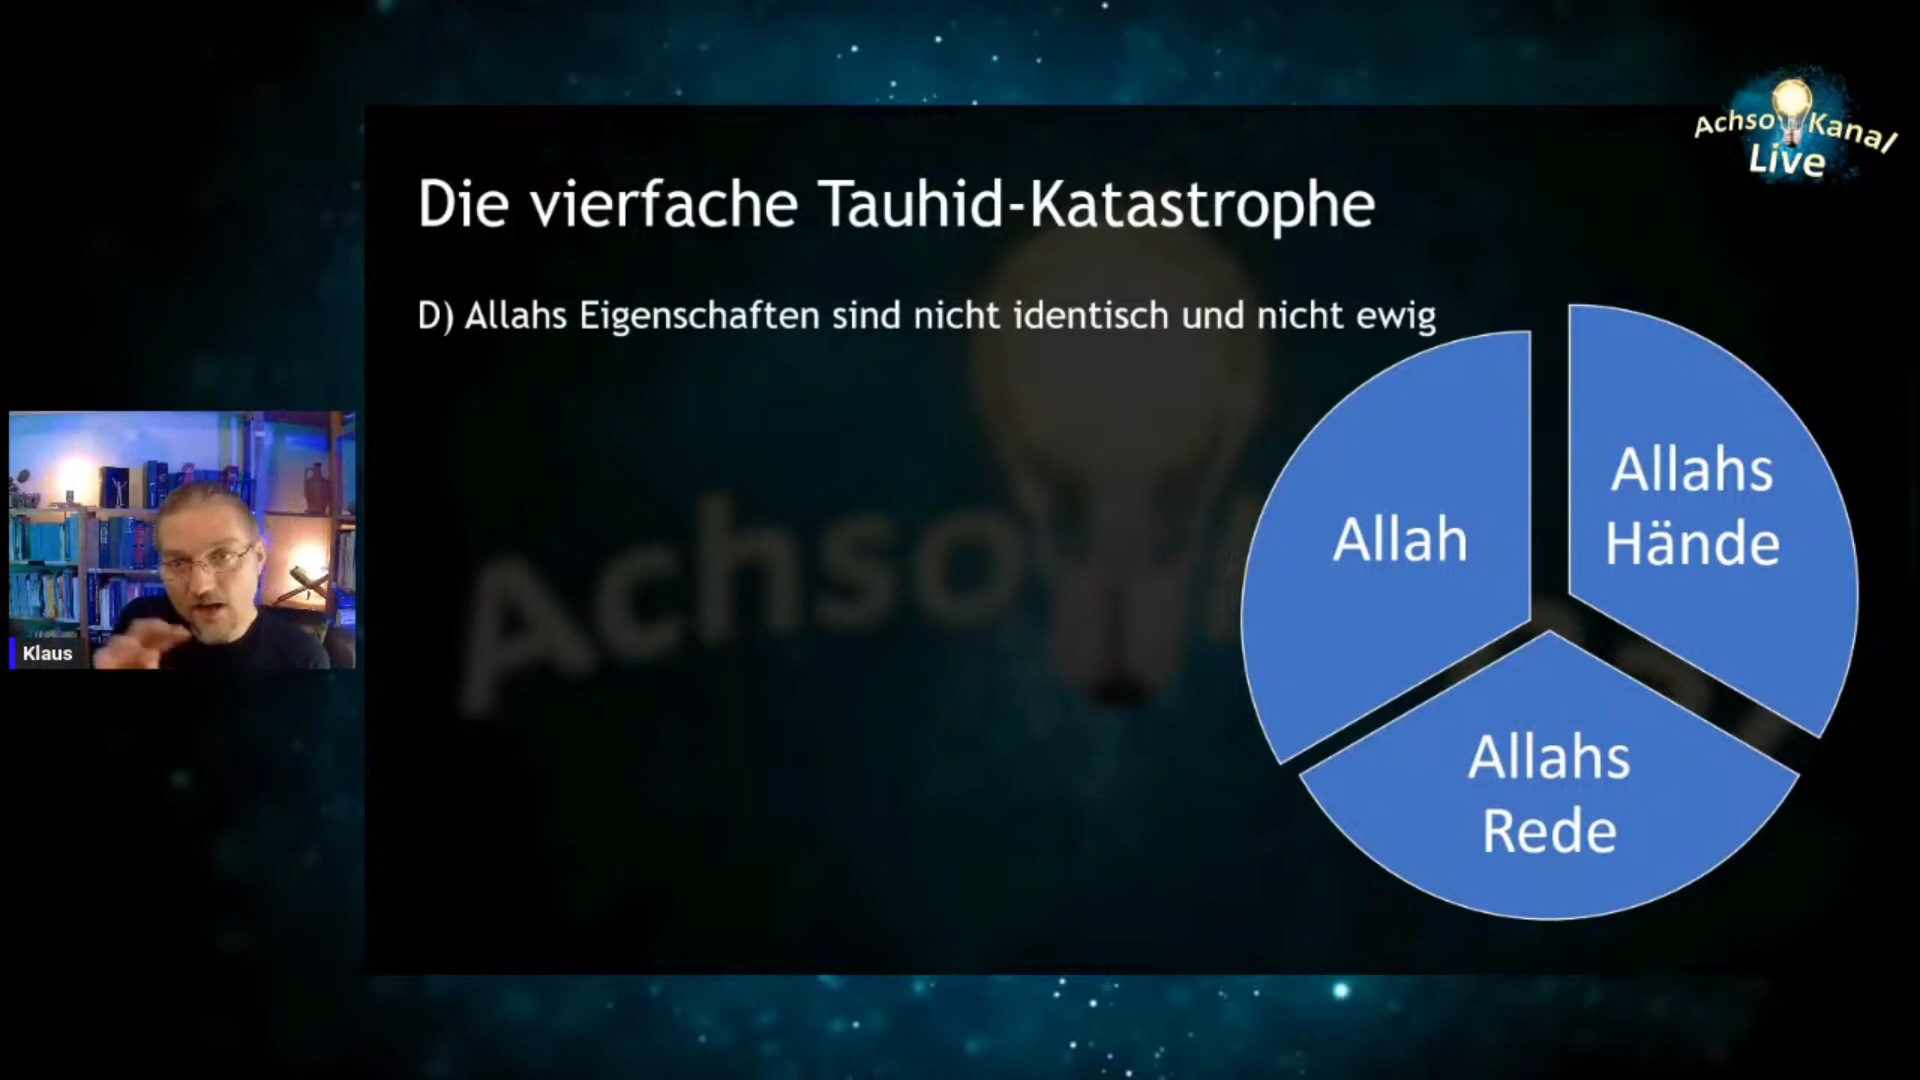 Achso Kanal
Live
Die vierfache Tauhid-Katastrophe
D) Allahs Eigenschaften sind nicht identisch und nicht ewig
Allah
Allahs
Hände
Allahs
Rede
Achso
Klaus